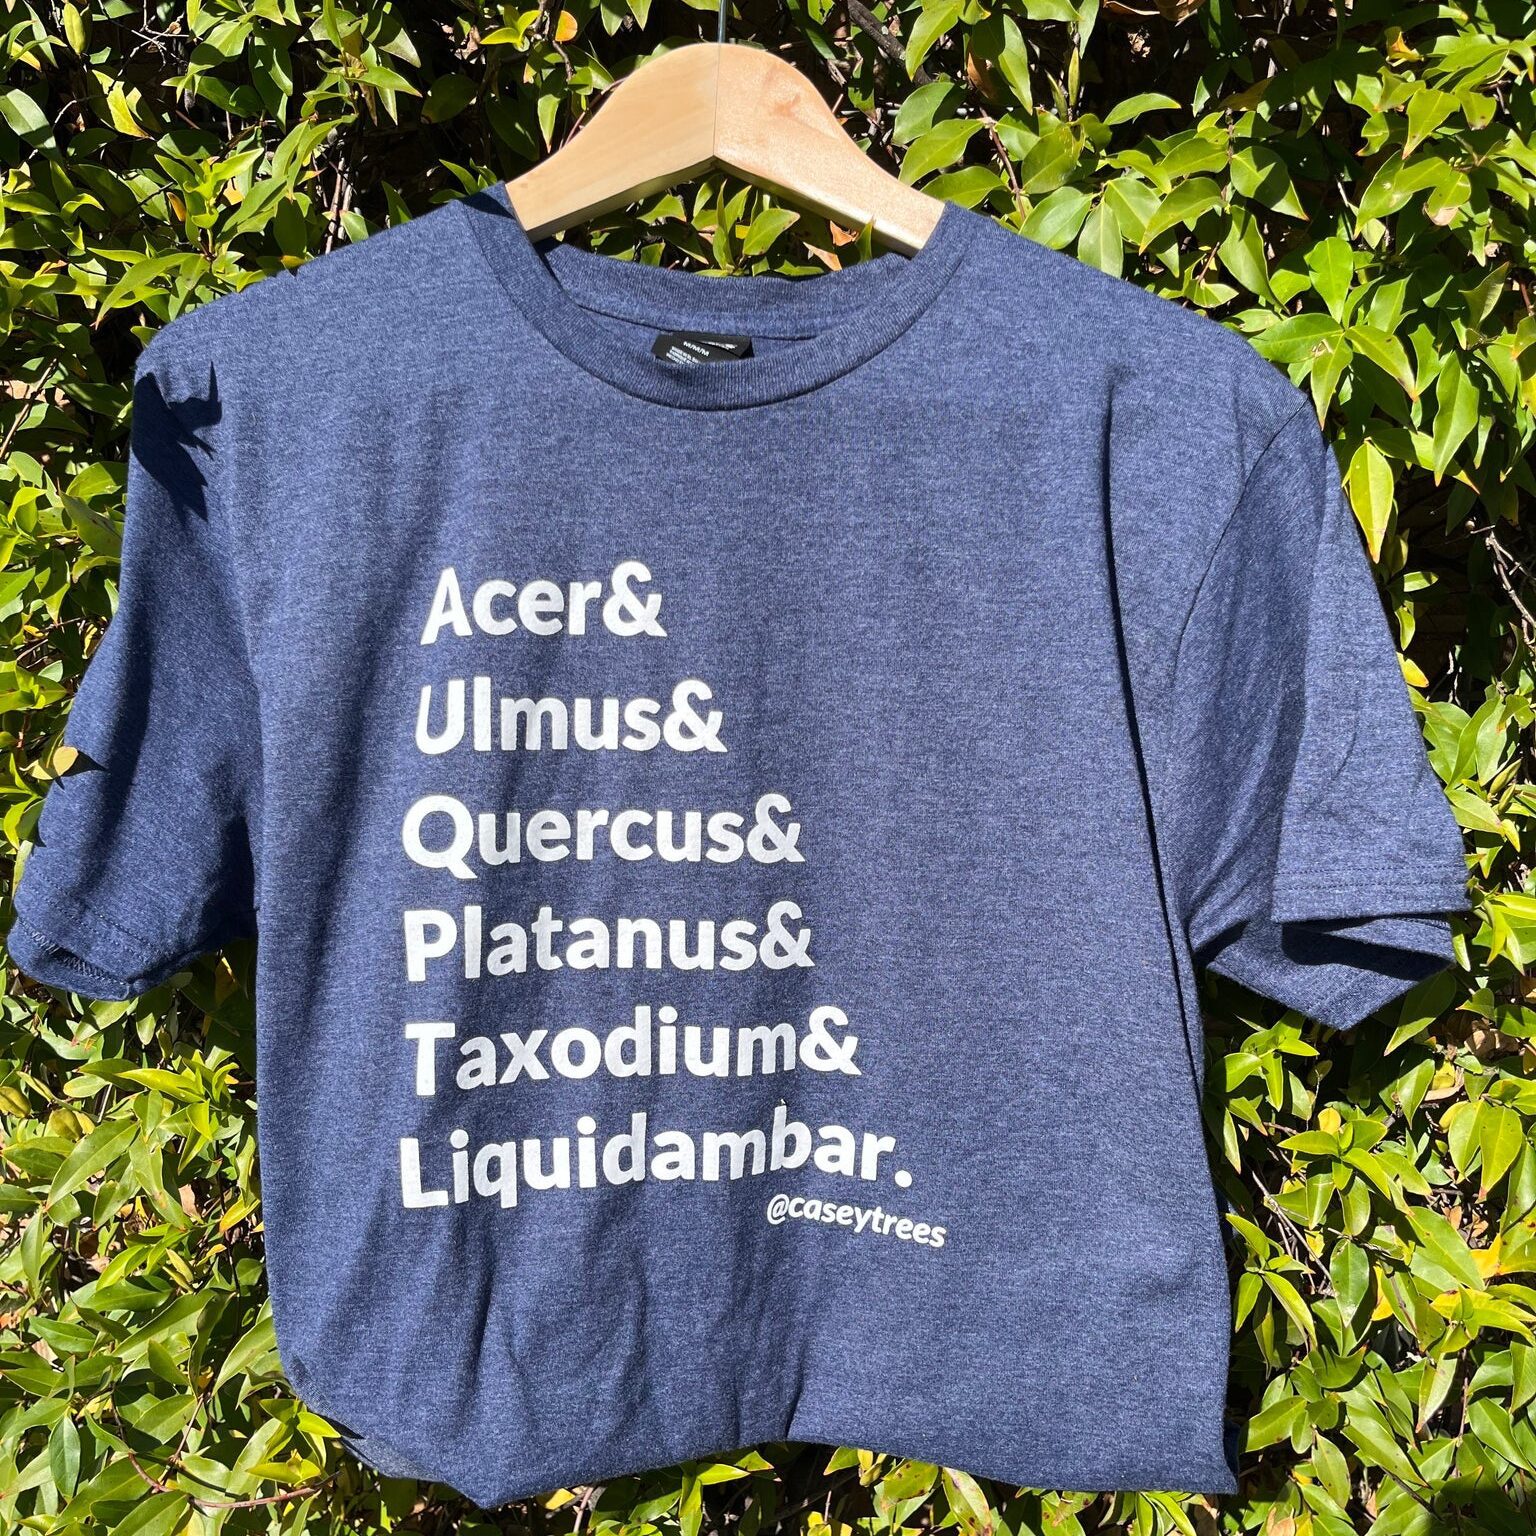 Acer&
Ulmus&
Quercus&
Platanus&
Taxodium&
Liquidambar.
@caseytrees